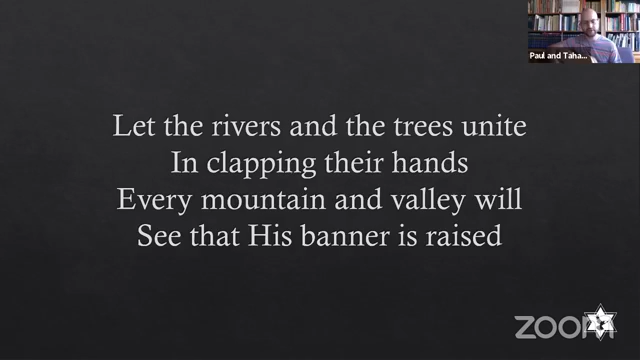 Paul and Taha...
Let the rivers and the trees unite
In clapping their hands
Every mountain and valley will
See that His banner is raised
zoom